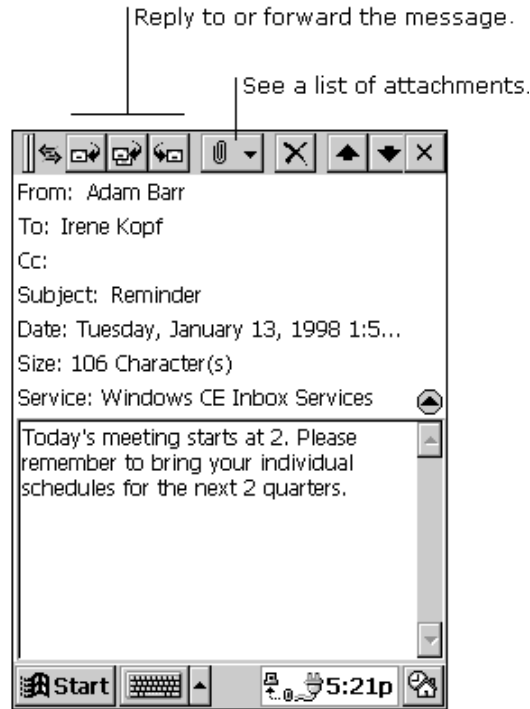 Reply to or forward the message.
See a list of attachments.
From: Adam Barr
To: Irene Kopf
Cc:
Subject: Reminder
Date: Tuesday, January 13, 1998 1:5...
Size: 106 Character(s)
Service: Windows CE Inbox Services
Today's meeting starts at 2. Please
remember to bring your individual
schedules for the next 2 quarters.
Start 5:21p